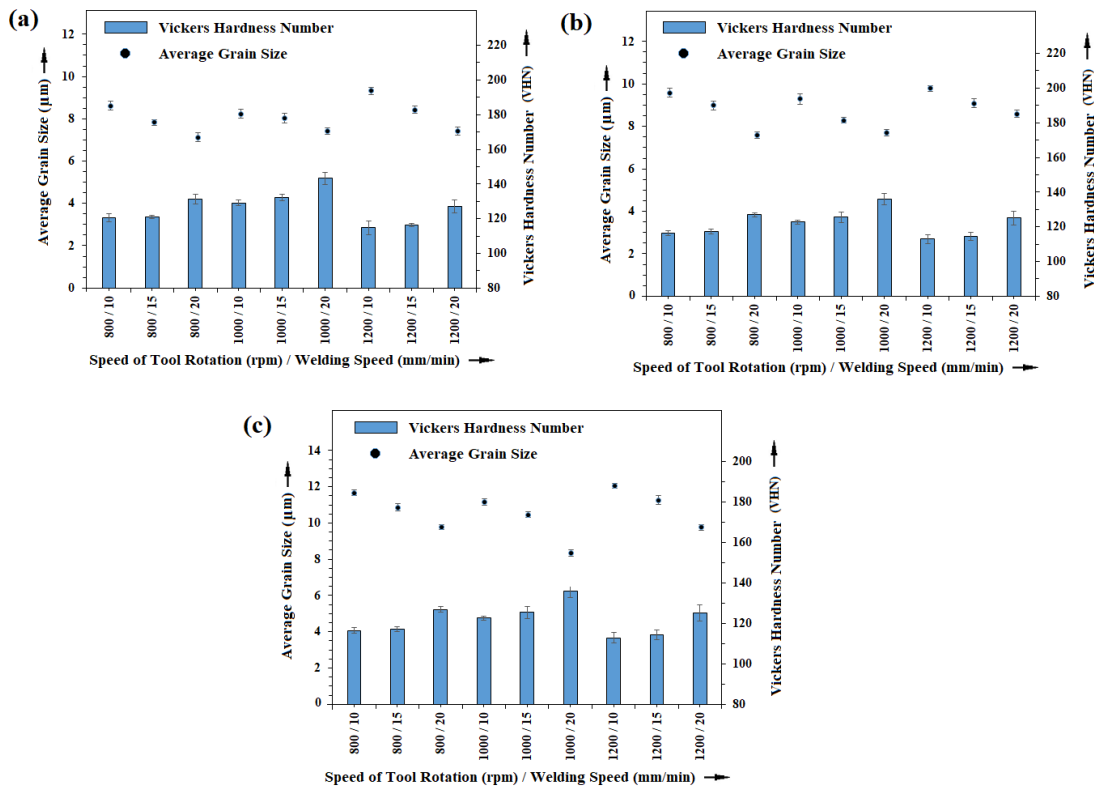 (a)
Vickers Hardness Number
Average Grain Size
Average Grain Size (µm)
12
10
8
6
4
2
0
Vickers Hardness Number (VHN)
220
200
180
160
140
120
100
80
800 / 10
800 / 15
800 / 20
1000 / 10
1000 / 15
1000 / 20
1200 / 10
1200 / 15
1200 / 20
Speed of Tool Rotation (rpm) / Welding Speed (mm/min)
(b)
Vickers Hardness Number
Average Grain Size
Average Grain Size (µm)
12
10
8
6
4
2
0
Vickers Hardness Number (VHN)
220
200
180
160
140
120
100
80
800 / 10
800 / 15
800 / 20
1000 / 10
1000 / 15
1000 / 20
1200 / 10
1200 / 15
1200 / 20
Speed of Tool Rotation (rpm) / Welding Speed (mm/min)
(c)
Vickers Hardness Number
Average Grain Size
Average Grain Size (µm)
14
12
10
8
6
4
2
0
Vickers Hardness Number (VHN)
200
180
160
140
120
100
80
800 / 10
800 / 15
800 / 20
1000 / 10
1000 / 15
1000 / 20
1200 / 10
1200 / 15
1200 / 20
Speed of Tool Rotation (rpm) / Welding Speed (mm/min)